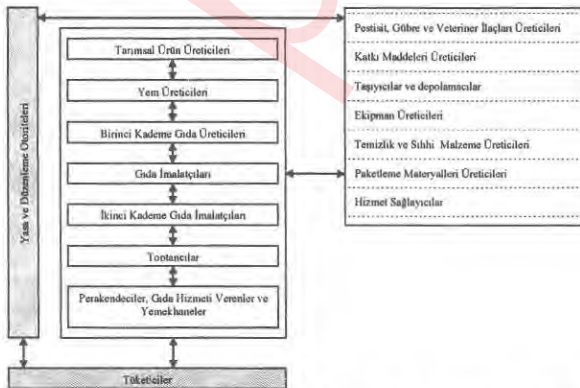 Yasa ve Düzenleme Otoriteleri
Tarımsal Ürün Üreticileri
Yem Üreticileri
Birinci Kademe Gıda Üreticileri
Gıda İmalatçıları
İkinci Kademe Gıda İmalatçıları
Toptancılar
Perakendeciler, Gıda Hizmeti Verenler ve
Yemekhaneler
Tüketiciler
Pestisit, Gübre ve Veteriner İlaçları Üreticileri
Katkı Maddeleri Üreticileri
Taşıyıcılar ve depolamacılar
Ekipman Üreticileri
Temizlik ve Sıhhi Malzeme Üreticileri
Paketleme Materyalleri Üreticileri
Hizmet Sağlayıcılar